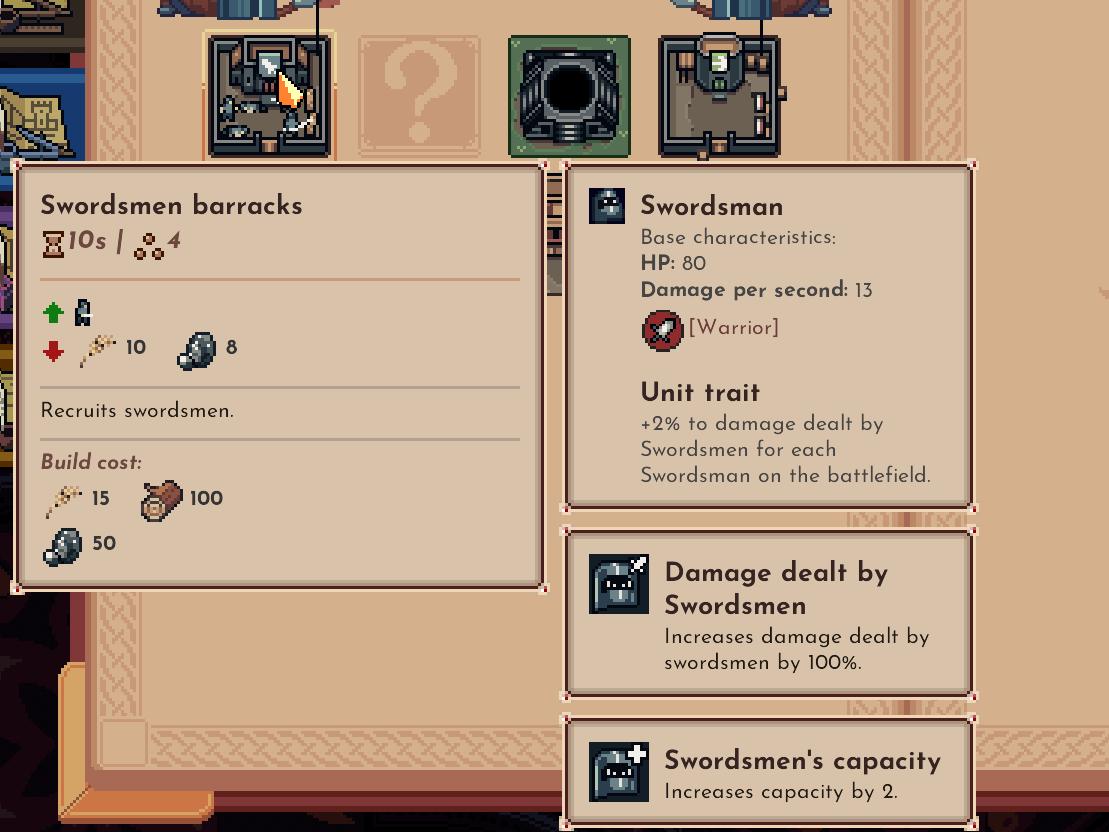 ?
Swordsmen barracks
10s | 4
10 8
Recruits swordsmen.
Build cost:
15 100
50
Swordsman
Base characteristics:
HP: 80
Damage per second: 13
[Warrior]
Unit trait
+2% to damage dealt by
Swordsmen for each
Swordsman on the battlefield.
Damage dealt by
Swordsmen
Increases damage dealt by
swordsmen by 100%.
Swordsmen's capacity
Increases capacity by 2.